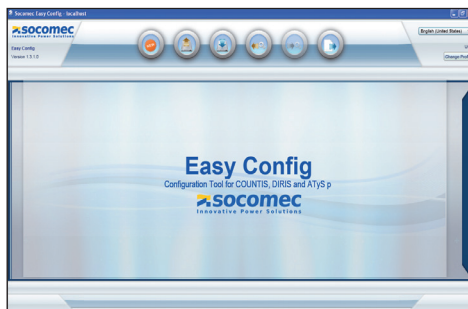 Socomec Easy Config - localhost
socomec
Innovative Power Solutions
English (United States)
Easy Config
Version 1.3.1.0
Change Prof
Easy Config
Configuration Tool for COUNTIS, DIRIS and ATyS p
socomec
Innovative Power Solutions